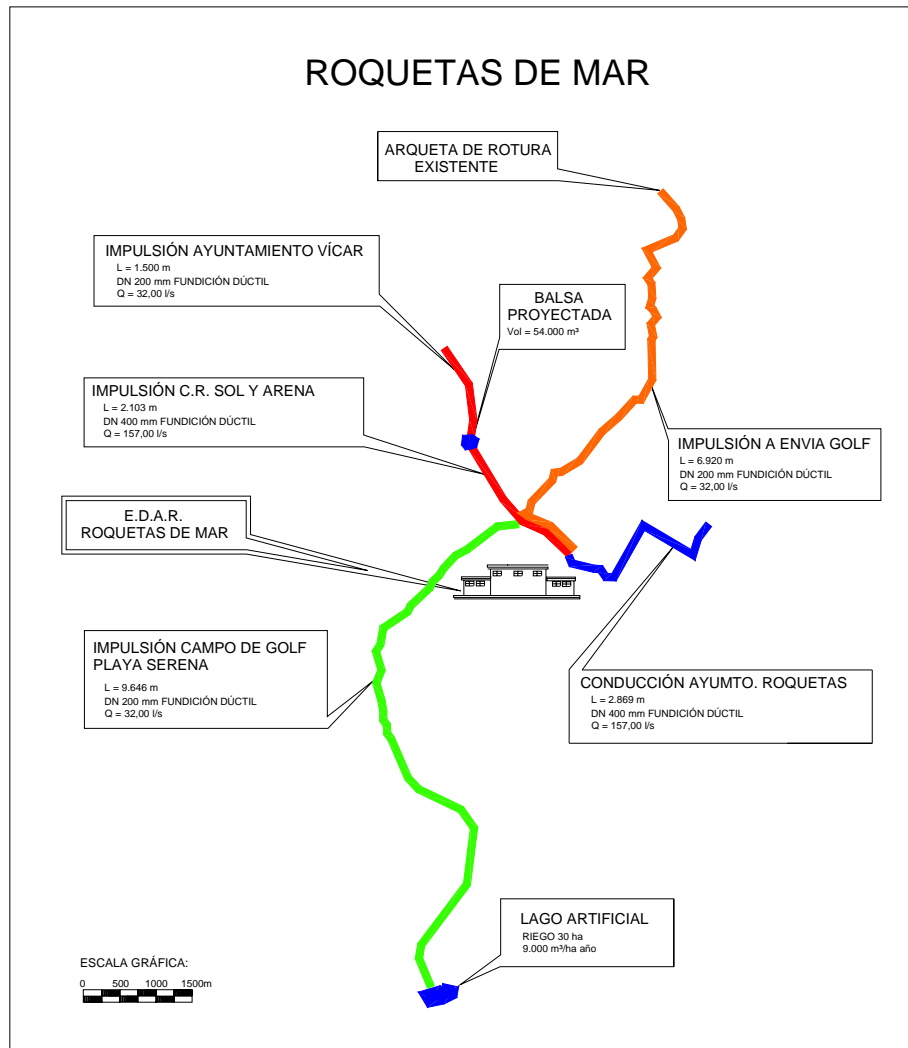 ROQUETAS DE MAR
ARQUETA DE ROTURA
EXISTENTE
IMPULSIÓN AYUNTAMIENTO VÍCAR
L = 1.500 m
DN 200 mm FUNDICIÓN DÚCTIL
Q = 32,00 l/s
BALSA
PROYECTADA
Vol = 54.000 m³
IMPULSIÓN C.R. SOL Y ARENA
L = 2.103 m
DN 400 mm FUNDICIÓN DÚCTIL
Q = 157,00 l/s
IMPULSIÓN A ENVIA GOLF
L = 6.920 m
DN 200 mm FUNDICIÓN DÚCTIL
Q = 32,00 l/s
E.D.A.R.
ROQUETAS DE MAR
IMPULSIÓN CAMPO DE GOLF
PLAYA SERENA
L = 9.646 m
DN 200 mm FUNDICIÓN DÚCTIL
Q = 32,00 l/s
CONDUCCIÓN AYUMTO. ROQUETAS
L = 2.869 m
DN 400 mm FUNDICIÓN DÚCTIL
Q = 157,00 l/s
LAGO ARTIFICIAL
RIEGO 30 ha
9.000 m³/ha año
ESCALA GRÁFICA:
0 500 1000 1500m